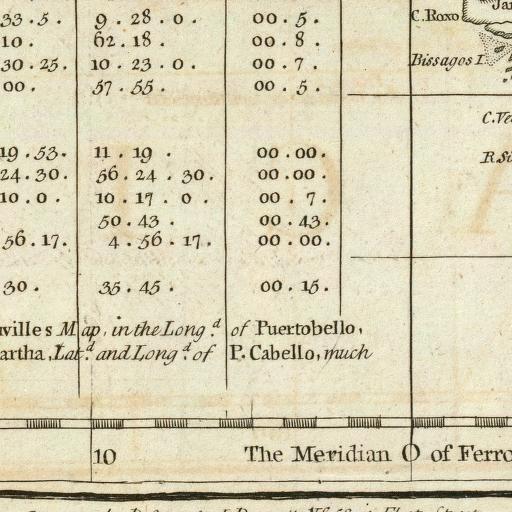 33 . 5 . 9 . 28 . 0 . 00 . 5 .
10 . 62 . 18 . 00 . 8 .
30 . 25 . 10 . 23 . 0 . 00 . 7 .
00 . 57 . 55 . 00 . 5 .
19 . 53 . 11 . 19 . 00 . 00 .
24 . 30 . 56 . 24 . 30 . 00 . 00 .
10 . 0 . 10 . 17 . 0 . 00 . 7 .
50 . 43 . 00 . 43 .
56 . 17 . 4 . 56 . 17 . 00 . 00 .
30 . 35 . 45 . 00 . 15 .
villes Map, in the Long.d of Puertobello,
artha, Lat.d and Long.d of P. Cabello, much
C. Roxo
Bissagos I.
10 The Meridian O of Ferro